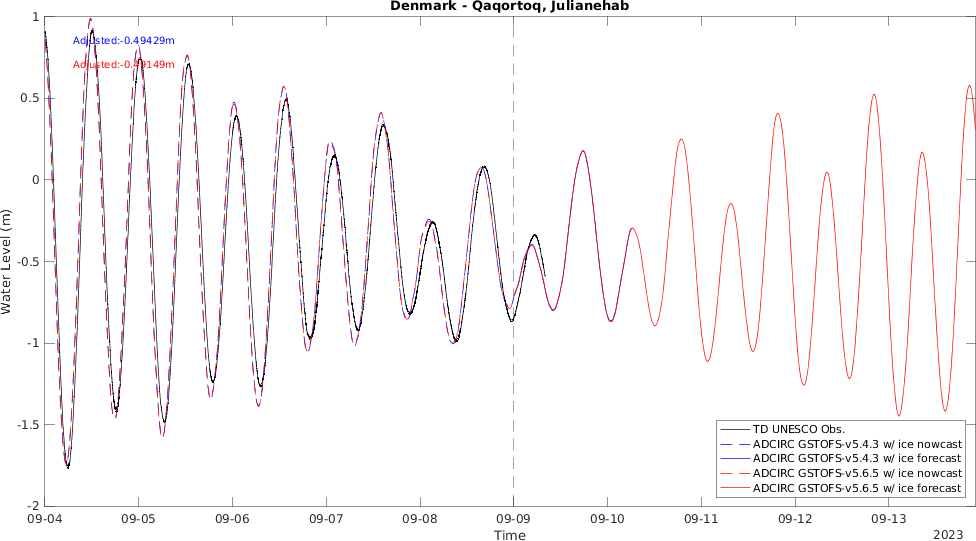 Denmark - Qaqortoq, Julianehab
Adjusted:-0.49429m
Adjusted:-0.49149m
Water Level (m)
1
0.5
0
-0.5
-1
-1.5
-2
09-04 09-05 09-06 09-07 09-08 09-09 09-10 09-11 09-12 09-13
Time
2023
TD UNESCO Obs.
ADCIRC GSTOFS-v5.4.3 w/ ice nowcast
ADCIRC GSTOFS-v5.4.3 w/ ice forecast
ADCIRC GSTOFS-v5.6.5 w/ ice nowcast
ADCIRC GSTOFS-v5.6.5 w/ ice forecast